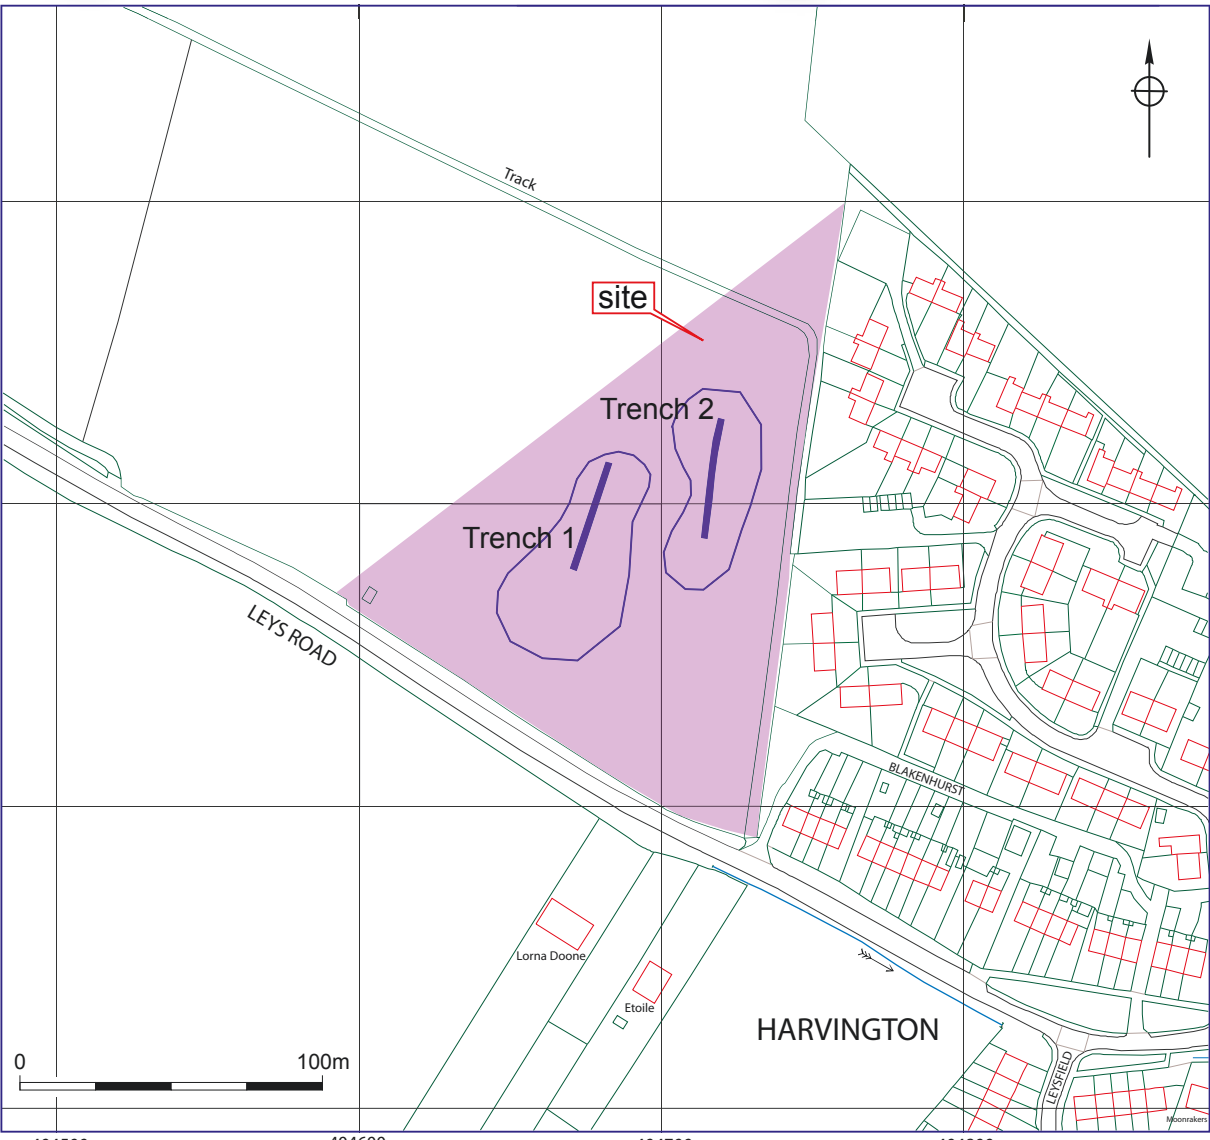 Track
site
Trench 2
Trench 1
LEYS ROAD
BLAKENHURST
Lorna Doone
Etoile
HARVINGTON
LEYSFIELD
0 100m
Moonrakers